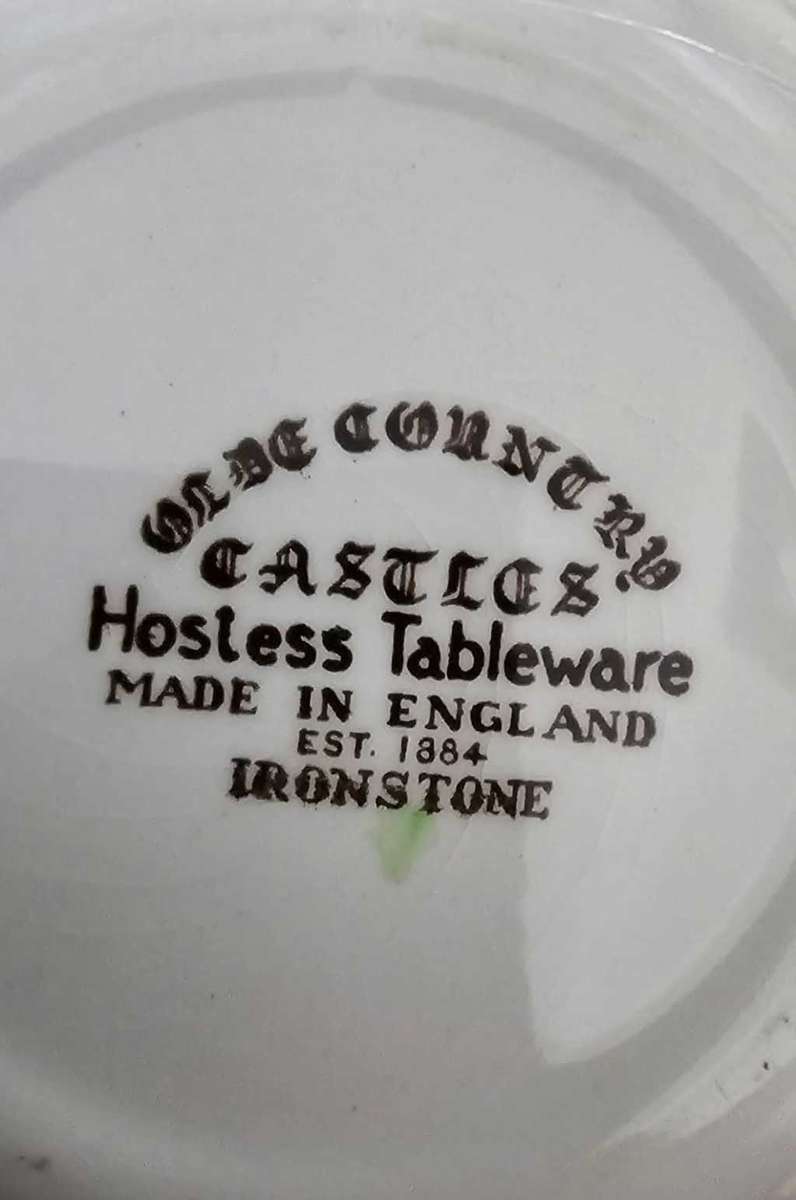 OLDE COUNTRY
CASTLES
Hostess Tableware
MADE IN ENGLAND
EST. 1884
IRONSTONE